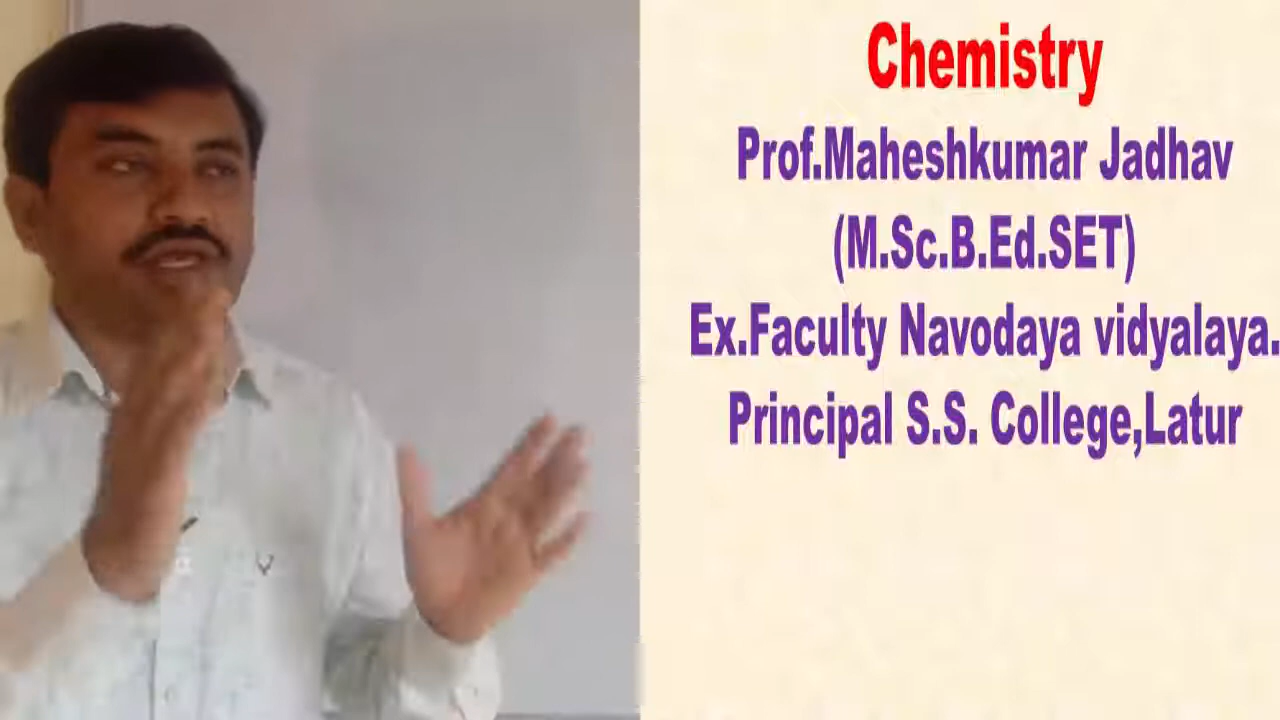 Chemistry
Prof.Maheshkumar Jadhav
(M.Sc.B.Ed.SET)
Ex.Faculty Navodaya vidyalaya.
Principal S.S. College,Latur